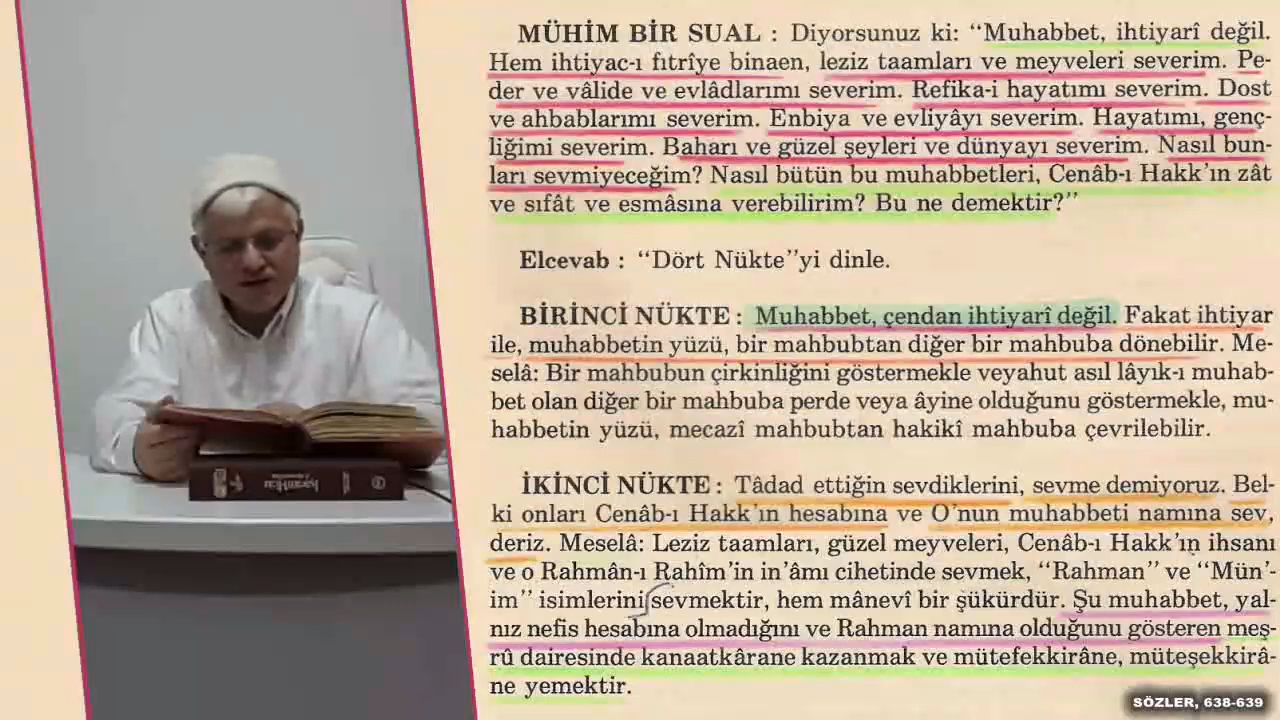 MÜHİM BİR SUAL : Diyorsunuz ki: “Muhabbet, ihtiyarî değil.
Hem ihtiyac-ı fıtrîye binaen, leziz taamları ve meyveleri severim. Pe-
der ve vâlide ve evlâdlarımı severim. Refika-i hayatımı severim. Dost
ve ahbablarımı severim. Enbiya ve evliyâyı severim. Hayatımı, genç-
liğimi severim. Baharı ve güzel şeyleri ve dünyayı severim. Nasıl bun-
ları sevmiyeceğim? Nasıl bütün bu muhabbetleri, Cenâb-ı Hakk’ın zât
ve sıfât ve esmâsına verebilirim? Bu ne demektir?”
Elcevab : “Dört Nükte”yi dinle.
BİRİNCİ NÜKTE : Muhabbet, çendan ihtiyarî değil. Fakat ihtiyar
ile, muhabbetin yüzü, bir mahbubtan diğer bir mahbuba dönebilir. Me-
selâ: Bir mahbubun çirkinliğini göstermekle veyahut asıl lâyık-ı muhab-
bet olan diğer bir mahbuba perde veya âyine olduğunu göstermekle, mu-
habbetin yüzü, mecazî mahbubtan hakikî mahbuba çevrilebilir.
İKİNCİ NÜKTE : Tâdad ettiğin sevdiklerini, sevme demiyoruz. Bel-
ki onları Cenâb-ı Hakk’ın hesabına ve O’nun muhabbeti namına sev,
deriz. Meselâ: Leziz taamları, güzel meyveleri, Cenâb-ı Hakk’ın ihsanı
ve o Rahmân-ı Rahîm’in in’âmı cihetinde sevmek, “Rahman” ve “Mün’-
im” isimlerini sevmektir, hem mânevî bir şükürdür. Şu muhabbet, yal-
nız nefis hesabına olmadığını ve Rahman namına olduğunu gösteren meş-
rû dairesinde kanaatkârane kazanmak ve mütefekkirâne, müteşekkirâ-
ne yemektir.
SÖZLER, 638-639